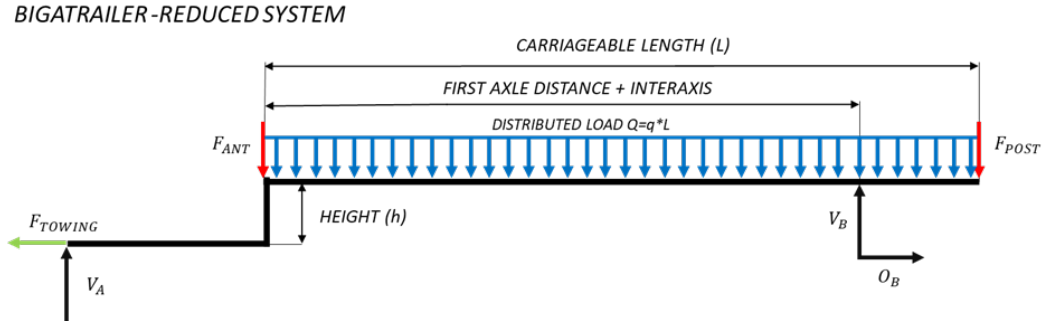 BIGATRAILER-REDUCED SYSTEM
CARRIAGEABLE LENGTH (L)
FIRST AXLE DISTANCE + INTERAXIS
DISTRIBUTED LOAD Q=q*L
F_ANT
F_POST
F_TOWING
HEIGHT (h)
V_B
V_A
O_B